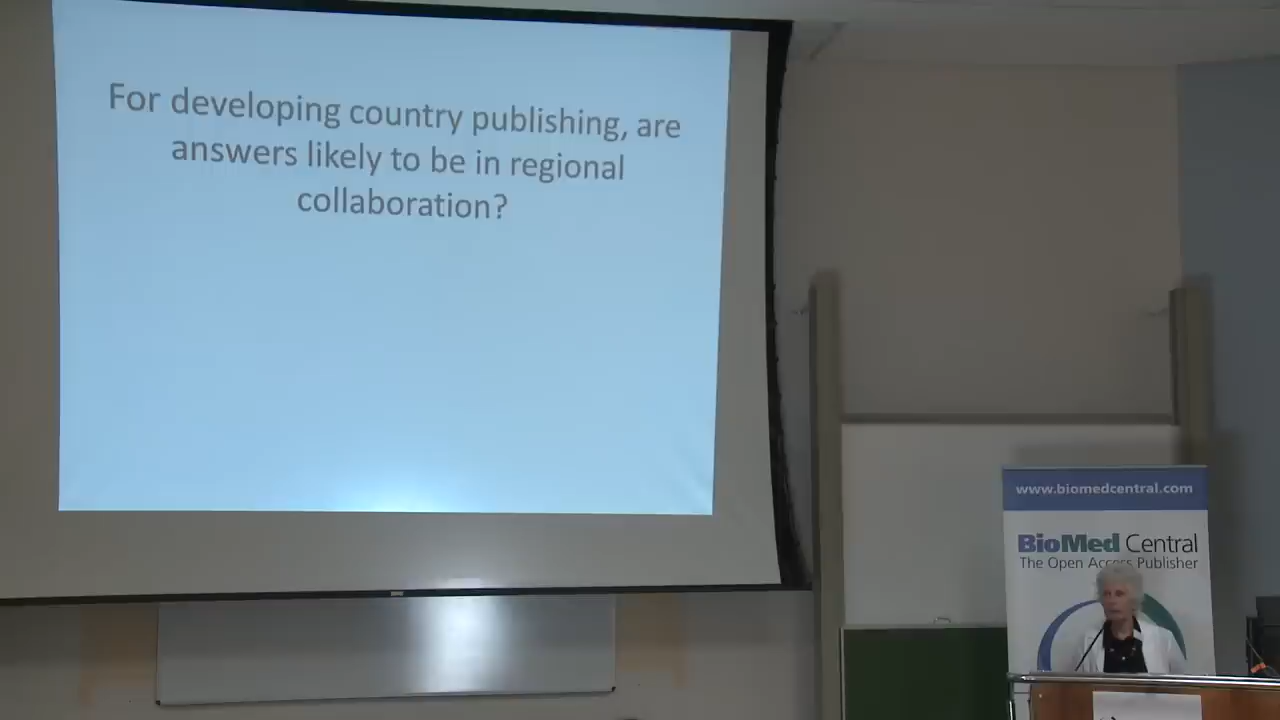 For developing country publishing, are
answers likely to be in regional
collaboration?
www.biomedcentral.com
BioMed Central
The Open Access Publisher